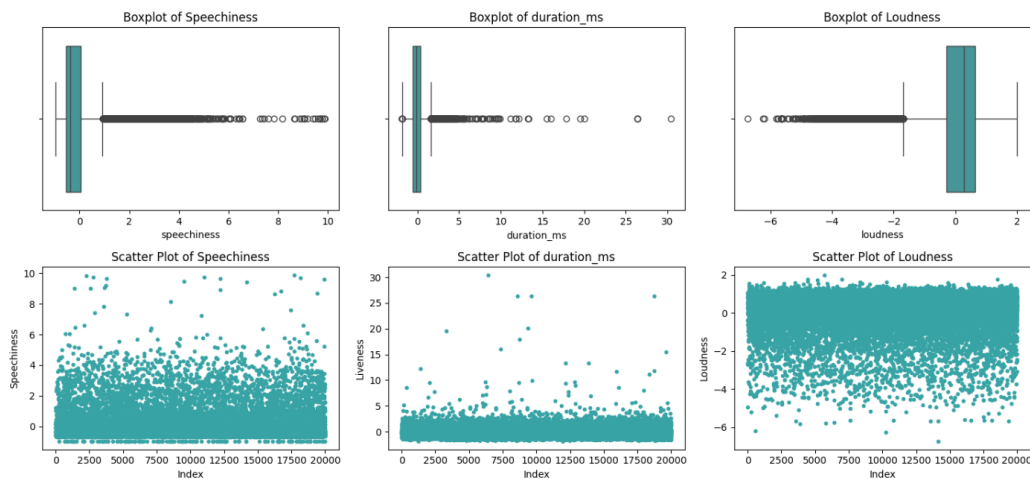 Boxplot of Speechiness
Boxplot of duration_ms
Boxplot of Loudness
0 2 4 6 8 10
0 5 10 15 20 25 30
−6 −4 −2 0 2
speechiness
duration_ms
loudness
Scatter Plot of Speechiness
Scatter Plot of duration_ms
Scatter Plot of Loudness
Speechiness
10
8
6
4
2
0
0 2500 5000 7500 10000 12500 15000 17500 20000
Index
Liveness
30
25
20
15
10
5
0
0 2500 5000 7500 10000 12500 15000 17500 20000
Index
Loudness
2
0
−2
−4
−6
0 2500 5000 7500 10000 12500 15000 17500 20000
Index